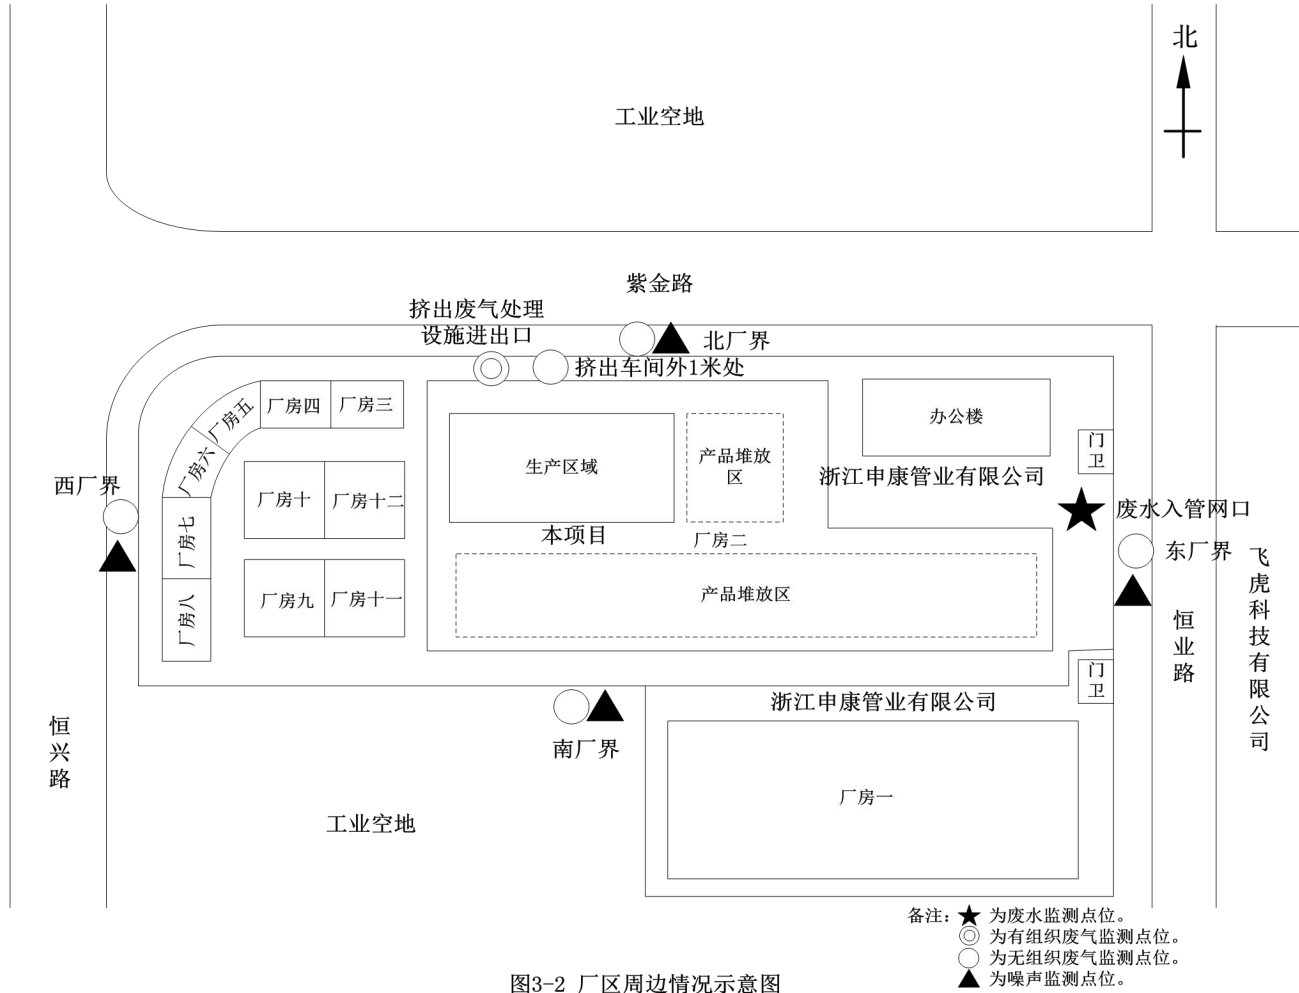 北
工业空地
紫金路
挤出废气处理
设施进出口
北厂界
挤出车间外1米处
厂房五
厂房四
厂房三
办公楼
门卫
厂房六
生产区域
产品堆放
区
浙江申康管业有限公司
西厂界
厂房十
厂房十二
废水入管网口
本项目
厂房二
厂房七
东厂界
飞虎科技有限公司
厂房九
厂房十一
产品堆放区
厂房八
恒业路
门卫
浙江申康管业有限公司
南厂界
恒兴路
厂房一
工业空地
备注：★ 为废水监测点位。
◎ 为有组织废气监测点位。
○ 为无组织废气监测点位。
▲ 为噪声监测点位。
图3-2 厂区周边情况示意图